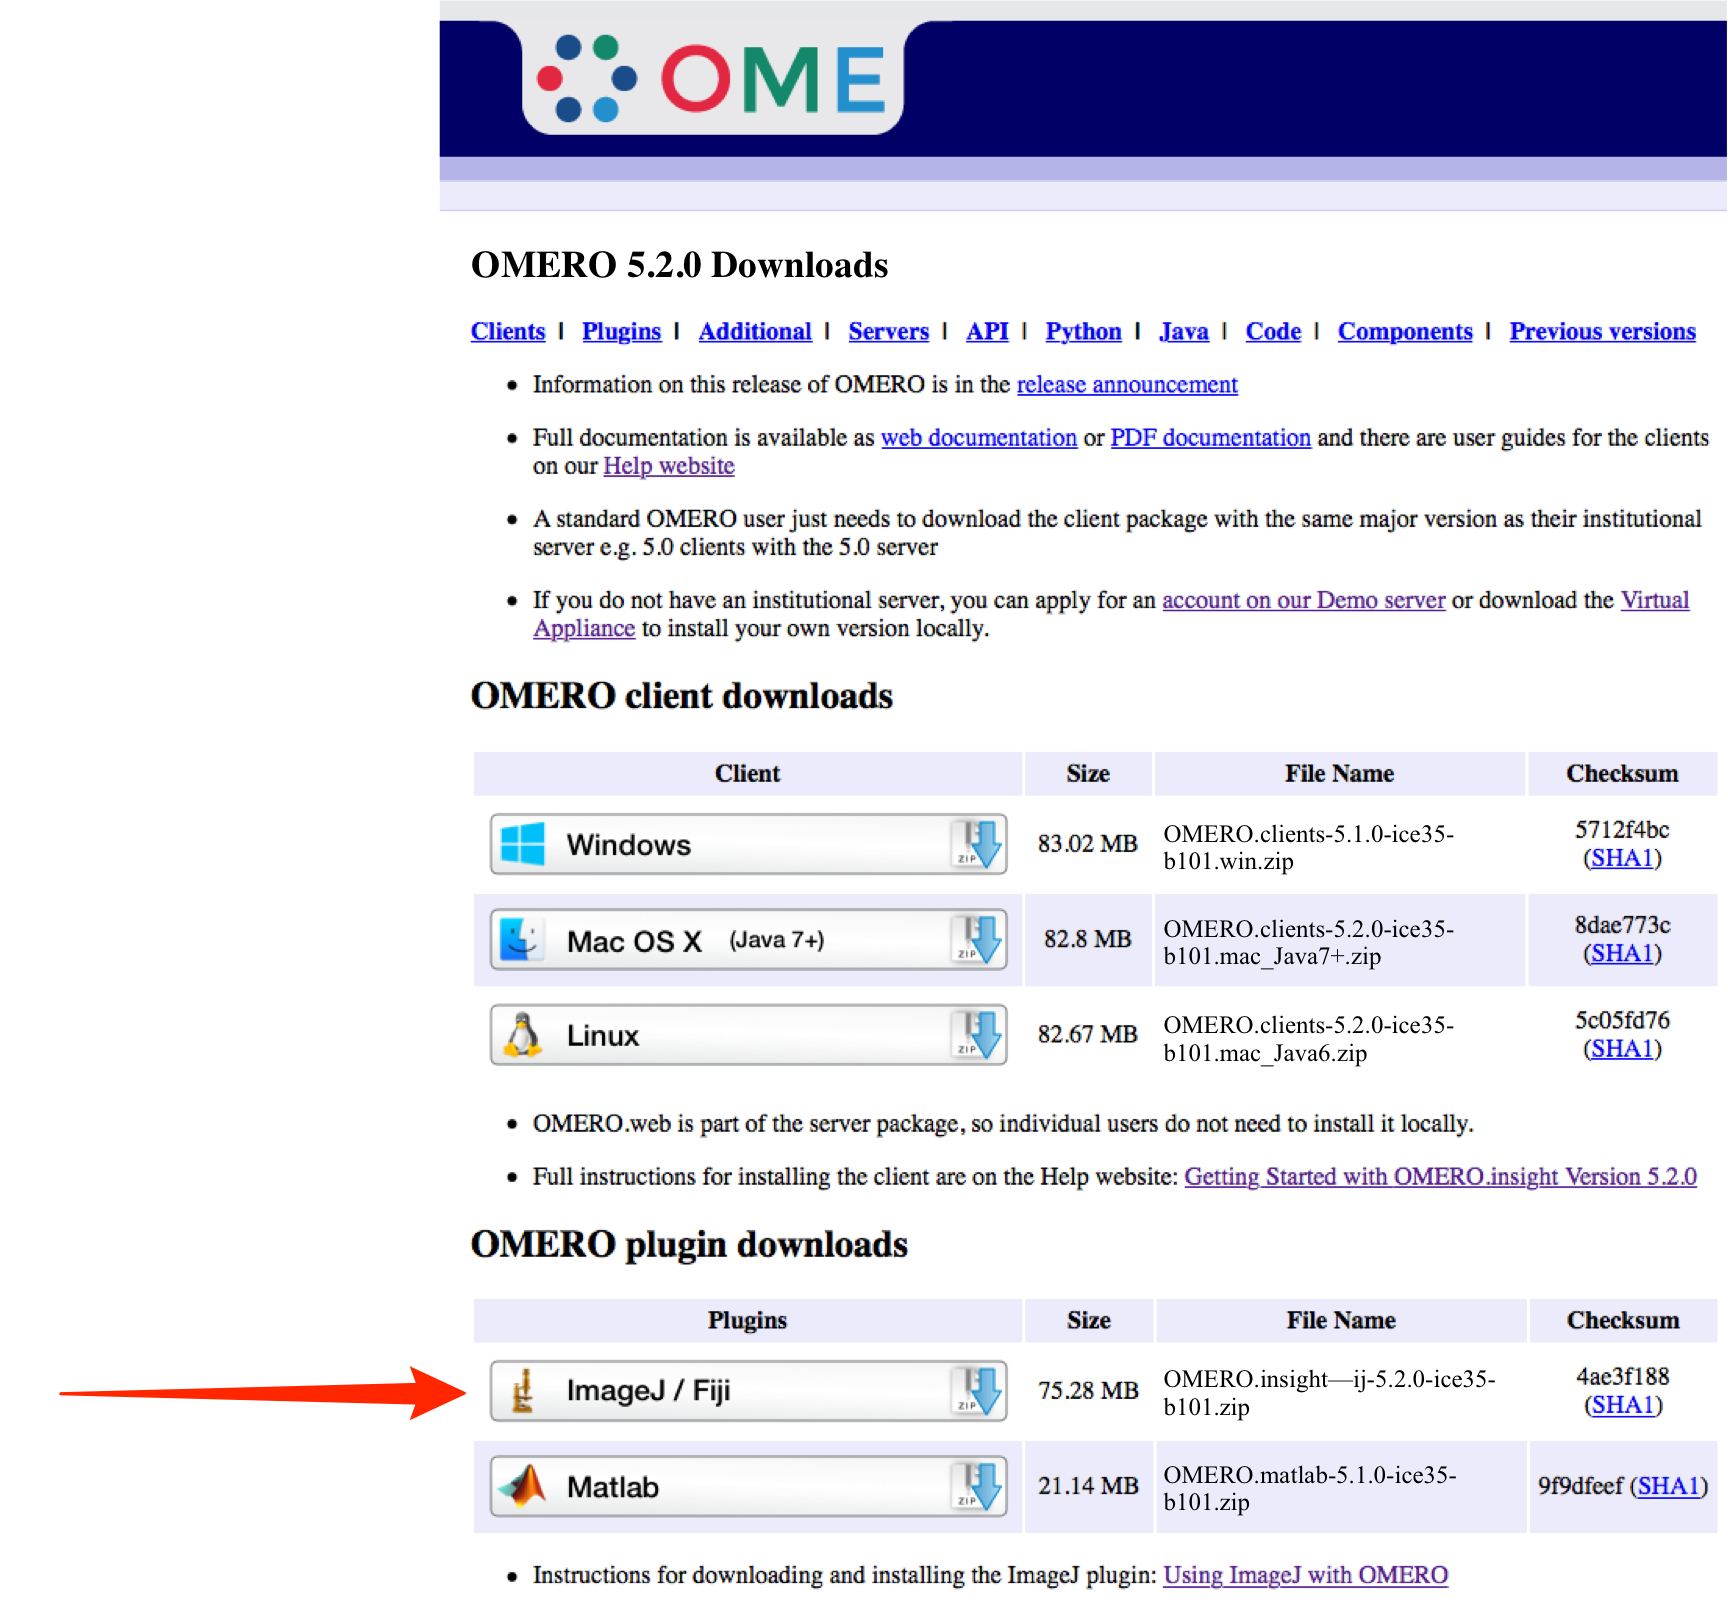 OME
OMERO 5.2.0 Downloads
Clients | Plugins | Additional | Servers | API | Python | Java | Code | Components | Previous versions
• Information on this release of OMERO is in the release announcement
• Full documentation is available as web documentation or PDF documentation and there are user guides for the clients
on our Help website
• A standard OMERO user just needs to download the client package with the same major version as their institutional
server e.g. 5.0 clients with the 5.0 server
• If you do not have an institutional server, you can apply for an account on our Demo server or download the Virtual
Appliance to install your own version locally.
OMERO client downloads
Client Size File Name Checksum
Windows ZIP 83.02 MB OMERO.clients-5.1.0-ice35-
b101.win.zip 5712f4bc
(SHA1)
Mac OS X (Java 7+) ZIP 82.8 MB OMERO.clients-5.2.0-ice35-
b101.mac_Java7+.zip 8dae773c
(SHA1)
Linux ZIP 82.67 MB OMERO.clients-5.2.0-ice35-
b101.mac_Java6.zip 5c05fd76
(SHA1)
• OMERO.web is part of the server package, so individual users do not need to install it locally.
• Full instructions for installing the client are on the Help website: Getting Started with OMERO.insight Version 5.2.0
OMERO plugin downloads
Plugins Size File Name Checksum
ImageJ / Fiji ZIP 75.28 MB OMERO.insight—ij-5.2.0-ice35-
b101.zip 4ae3f188
(SHA1)
Matlab ZIP 21.14 MB OMERO.matlab-5.1.0-ice35-
b101.zip 9f9dfeef (SHA1)
• Instructions for downloading and installing the ImageJ plugin: Using ImageJ with OMERO